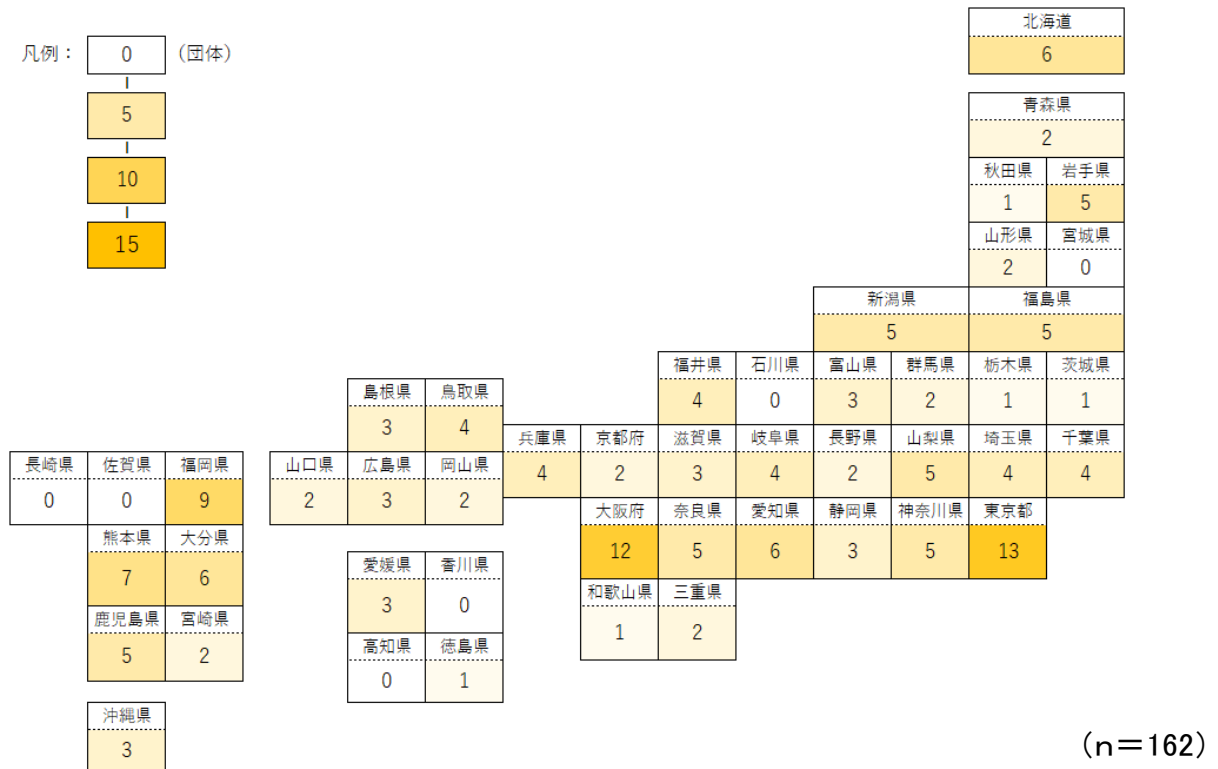 北海道
6
凡例： 0 (団体)
5
10
15
青森県
2
秋田県 岩手県
1 5
山形県 宮城県
2 0
新潟県 福島県
5 5
福井県 石川県 富山県 群馬県 栃木県 茨城県
4 0 3 2 1 1
島根県 鳥取県
3 4
兵庫県 京都府 滋賀県 岐阜県 長野県 山梨県 埼玉県 千葉県
4 2 3 4 2 5 4 4
長崎県 佐賀県 福岡県 山口県 広島県 岡山県
0 0 9 2 3 2
大阪府 奈良県 愛知県 静岡県 神奈川県 東京都
12 5 6 3 5 13
熊本県 大分県
7 6
愛媛県 香川県
3 0
和歌山県 三重県
1 2
鹿児島県 宮崎県
5 2
高知県 徳島県
0 1
沖縄県
3
(n＝162)